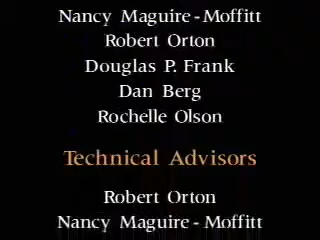 Nancy Maguire-Moffitt
Robert Orton
Douglas P. Frank
Dan Berg
Rochelle Olson
Technical Advisors
Robert Orton
Nancy Maguire-Moffitt